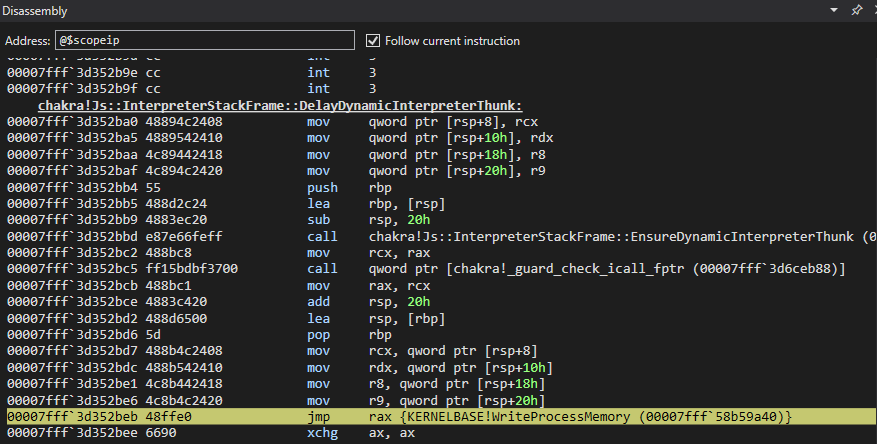 Disassembly
Address: @$scopeip Follow current instruction
00007fff`3d352b9e cc int 3
00007fff`3d352b9f cc int 3
chakra!Js::InterpreterStackFrame::DelayDynamicInterpreterThunk:
00007fff`3d352ba0 48894c2408 mov qword ptr [rsp+8], rcx
00007fff`3d352ba5 4889542410 mov qword ptr [rsp+10h], rdx
00007fff`3d352baa 4c89442418 mov qword ptr [rsp+18h], r8
00007fff`3d352baf 4c894c2420 mov qword ptr [rsp+20h], r9
00007fff`3d352bb4 55 push rbp
00007fff`3d352bb5 488d2c24 lea rbp, [rsp]
00007fff`3d352bb9 4883ec20 sub rsp, 20h
00007fff`3d352bbd e87e66feff call chakra!Js::InterpreterStackFrame::EnsureDynamicInterpreterThunk (0
00007fff`3d352bc2 488bc8 mov rcx, rax
00007fff`3d352bc5 ff15bdbf3700 call qword ptr [chakra!_guard_check_icall_fptr (00007fff`3d6ceb88)]
00007fff`3d352bcb 488bc1 mov rax, rcx
00007fff`3d352bce 4883c420 add rsp, 20h
00007fff`3d352bd2 488d6500 lea rsp, [rbp]
00007fff`3d352bd6 5d pop rbp
00007fff`3d352bd7 488b4c2408 mov rcx, qword ptr [rsp+8]
00007fff`3d352bdc 488b542410 mov rdx, qword ptr [rsp+10h]
00007fff`3d352be1 4c8b442418 mov r8, qword ptr [rsp+18h]
00007fff`3d352be6 4c8b4c2420 mov r9, qword ptr [rsp+20h]
00007fff`3d352beb 48ffe0 jmp rax {KERNELBASE!WriteProcessMemory (00007fff`58b59a40)}
00007fff`3d352bee 6690 xchg ax, ax